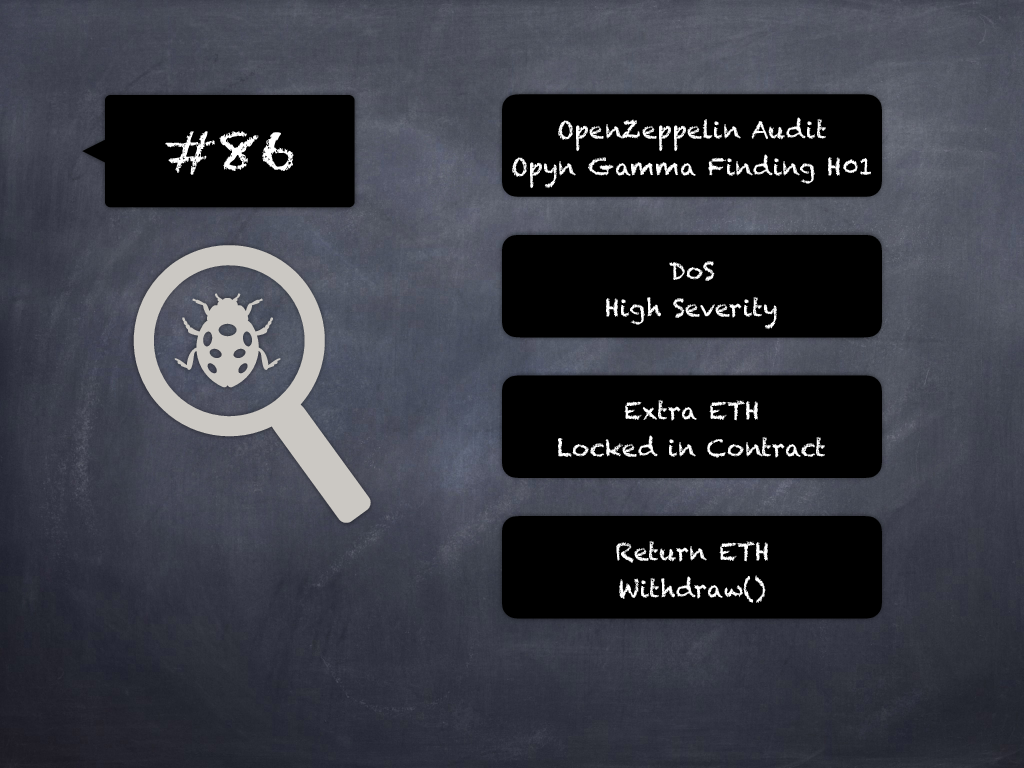 #86
OpenZeppelin Audit
Opyn Gamma Finding H01
DoS
High Severity
Extra ETH
Locked in Contract
Return ETH
Withdraw()